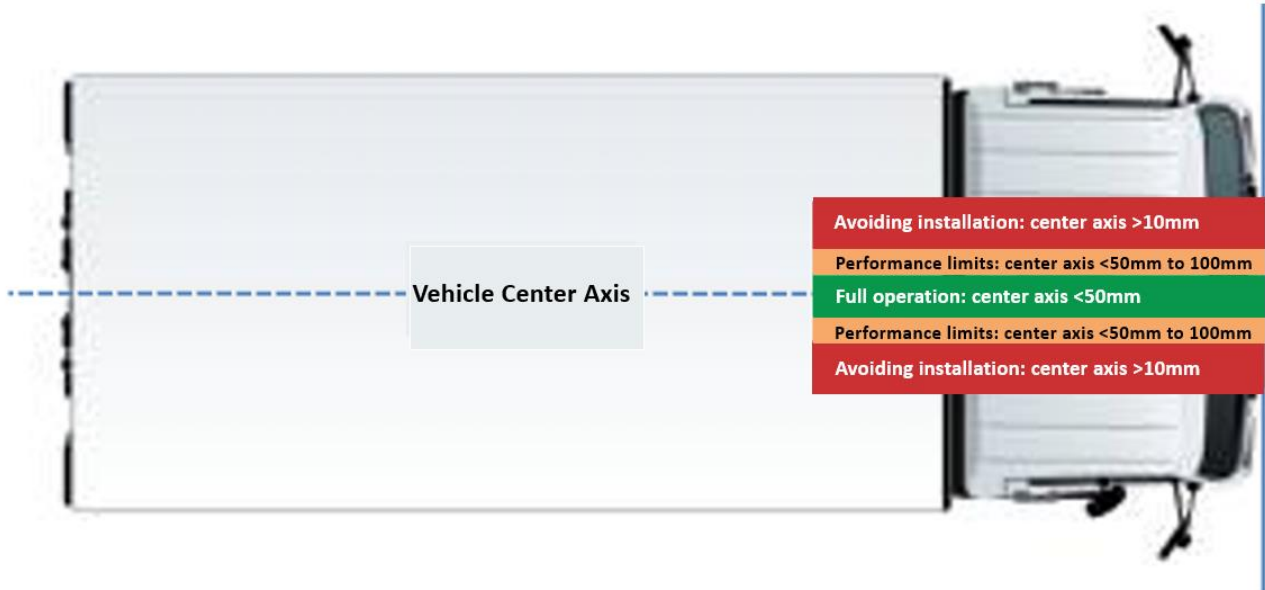 Avoiding installation: center axis >10mm
Performance limits: center axis <50mm to 100mm
Vehicle Center Axis
Full operation: center axis <50mm
Performance limits: center axis <50mm to 100mm
Avoiding installation: center axis >10mm